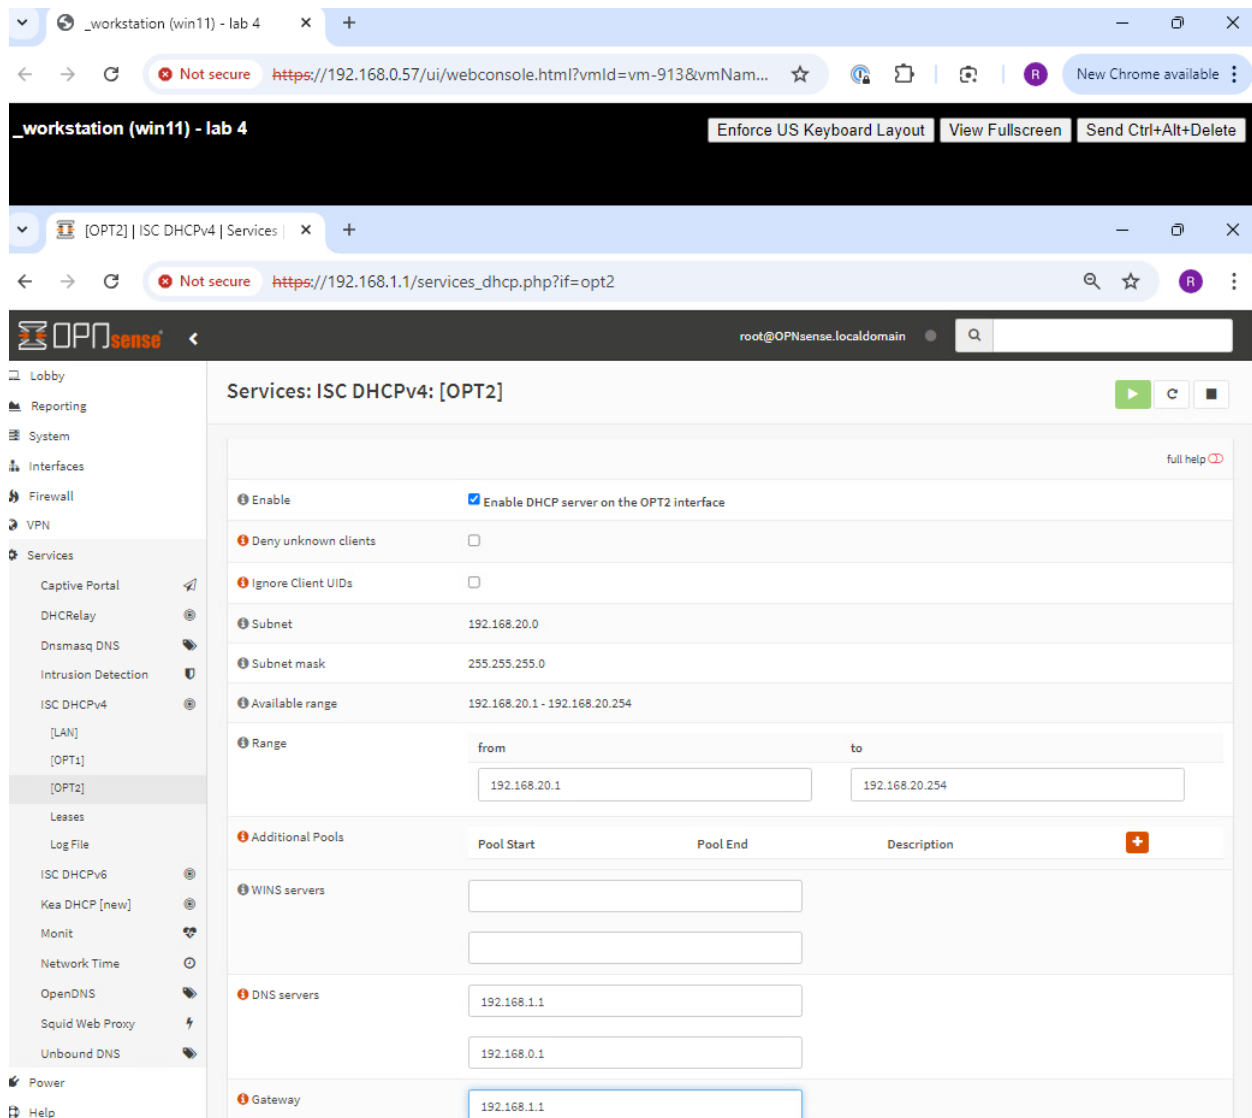 _workstation (win11) - lab 4
Not secure https://192.168.0.57/ui/webconsole.html?vmId=vm-913&vmNam... R New Chrome available
_workstation (win11) - lab 4 Enforce US Keyboard Layout View Fullscreen Send Ctrl+Alt+Delete
[OPT2] | ISC DHCPv4 | Services |
Not secure https://192.168.1.1/services_dhcp.php?if=opt2 R
OPNsense root@OPNsense.localdomain
Lobby
Reporting
System
Interfaces
Firewall
VPN
Services
Captive Portal
DHCRelay
Dnsmasq DNS
Intrusion Detection
ISC DHCPv4
[LAN]
[OPT1]
[OPT2]
Leases
Log File
ISC DHCPv6
Kea DHCP [new]
Monit
Network Time
OpenDNS
Squid Web Proxy
Unbound DNS
Power
Help
Services: ISC DHCPv4: [OPT2]
full help
Enable Enable DHCP server on the OPT2 interface
Deny unknown clients
Ignore Client UIDs
Subnet 192.168.20.0
Subnet mask 255.255.255.0
Available range 192.168.20.1 - 192.168.20.254
Range from to
192.168.20.1 192.168.20.254
Additional Pools Pool Start Pool End Description
WINS servers
DNS servers 192.168.1.1
192.168.0.1
Gateway 192.168.1.1